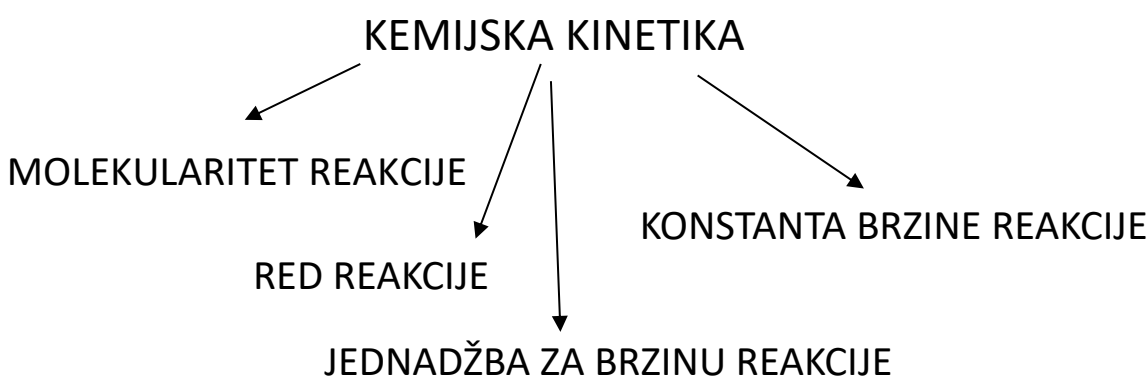 KEMIJSKA KINETIKA
MOLEKULARITET REAKCIJE
KONSTANTA BRZINE REAKCIJE
RED REAKCIJE
JEDNADŽBA ZA BRZINU REAKCIJE